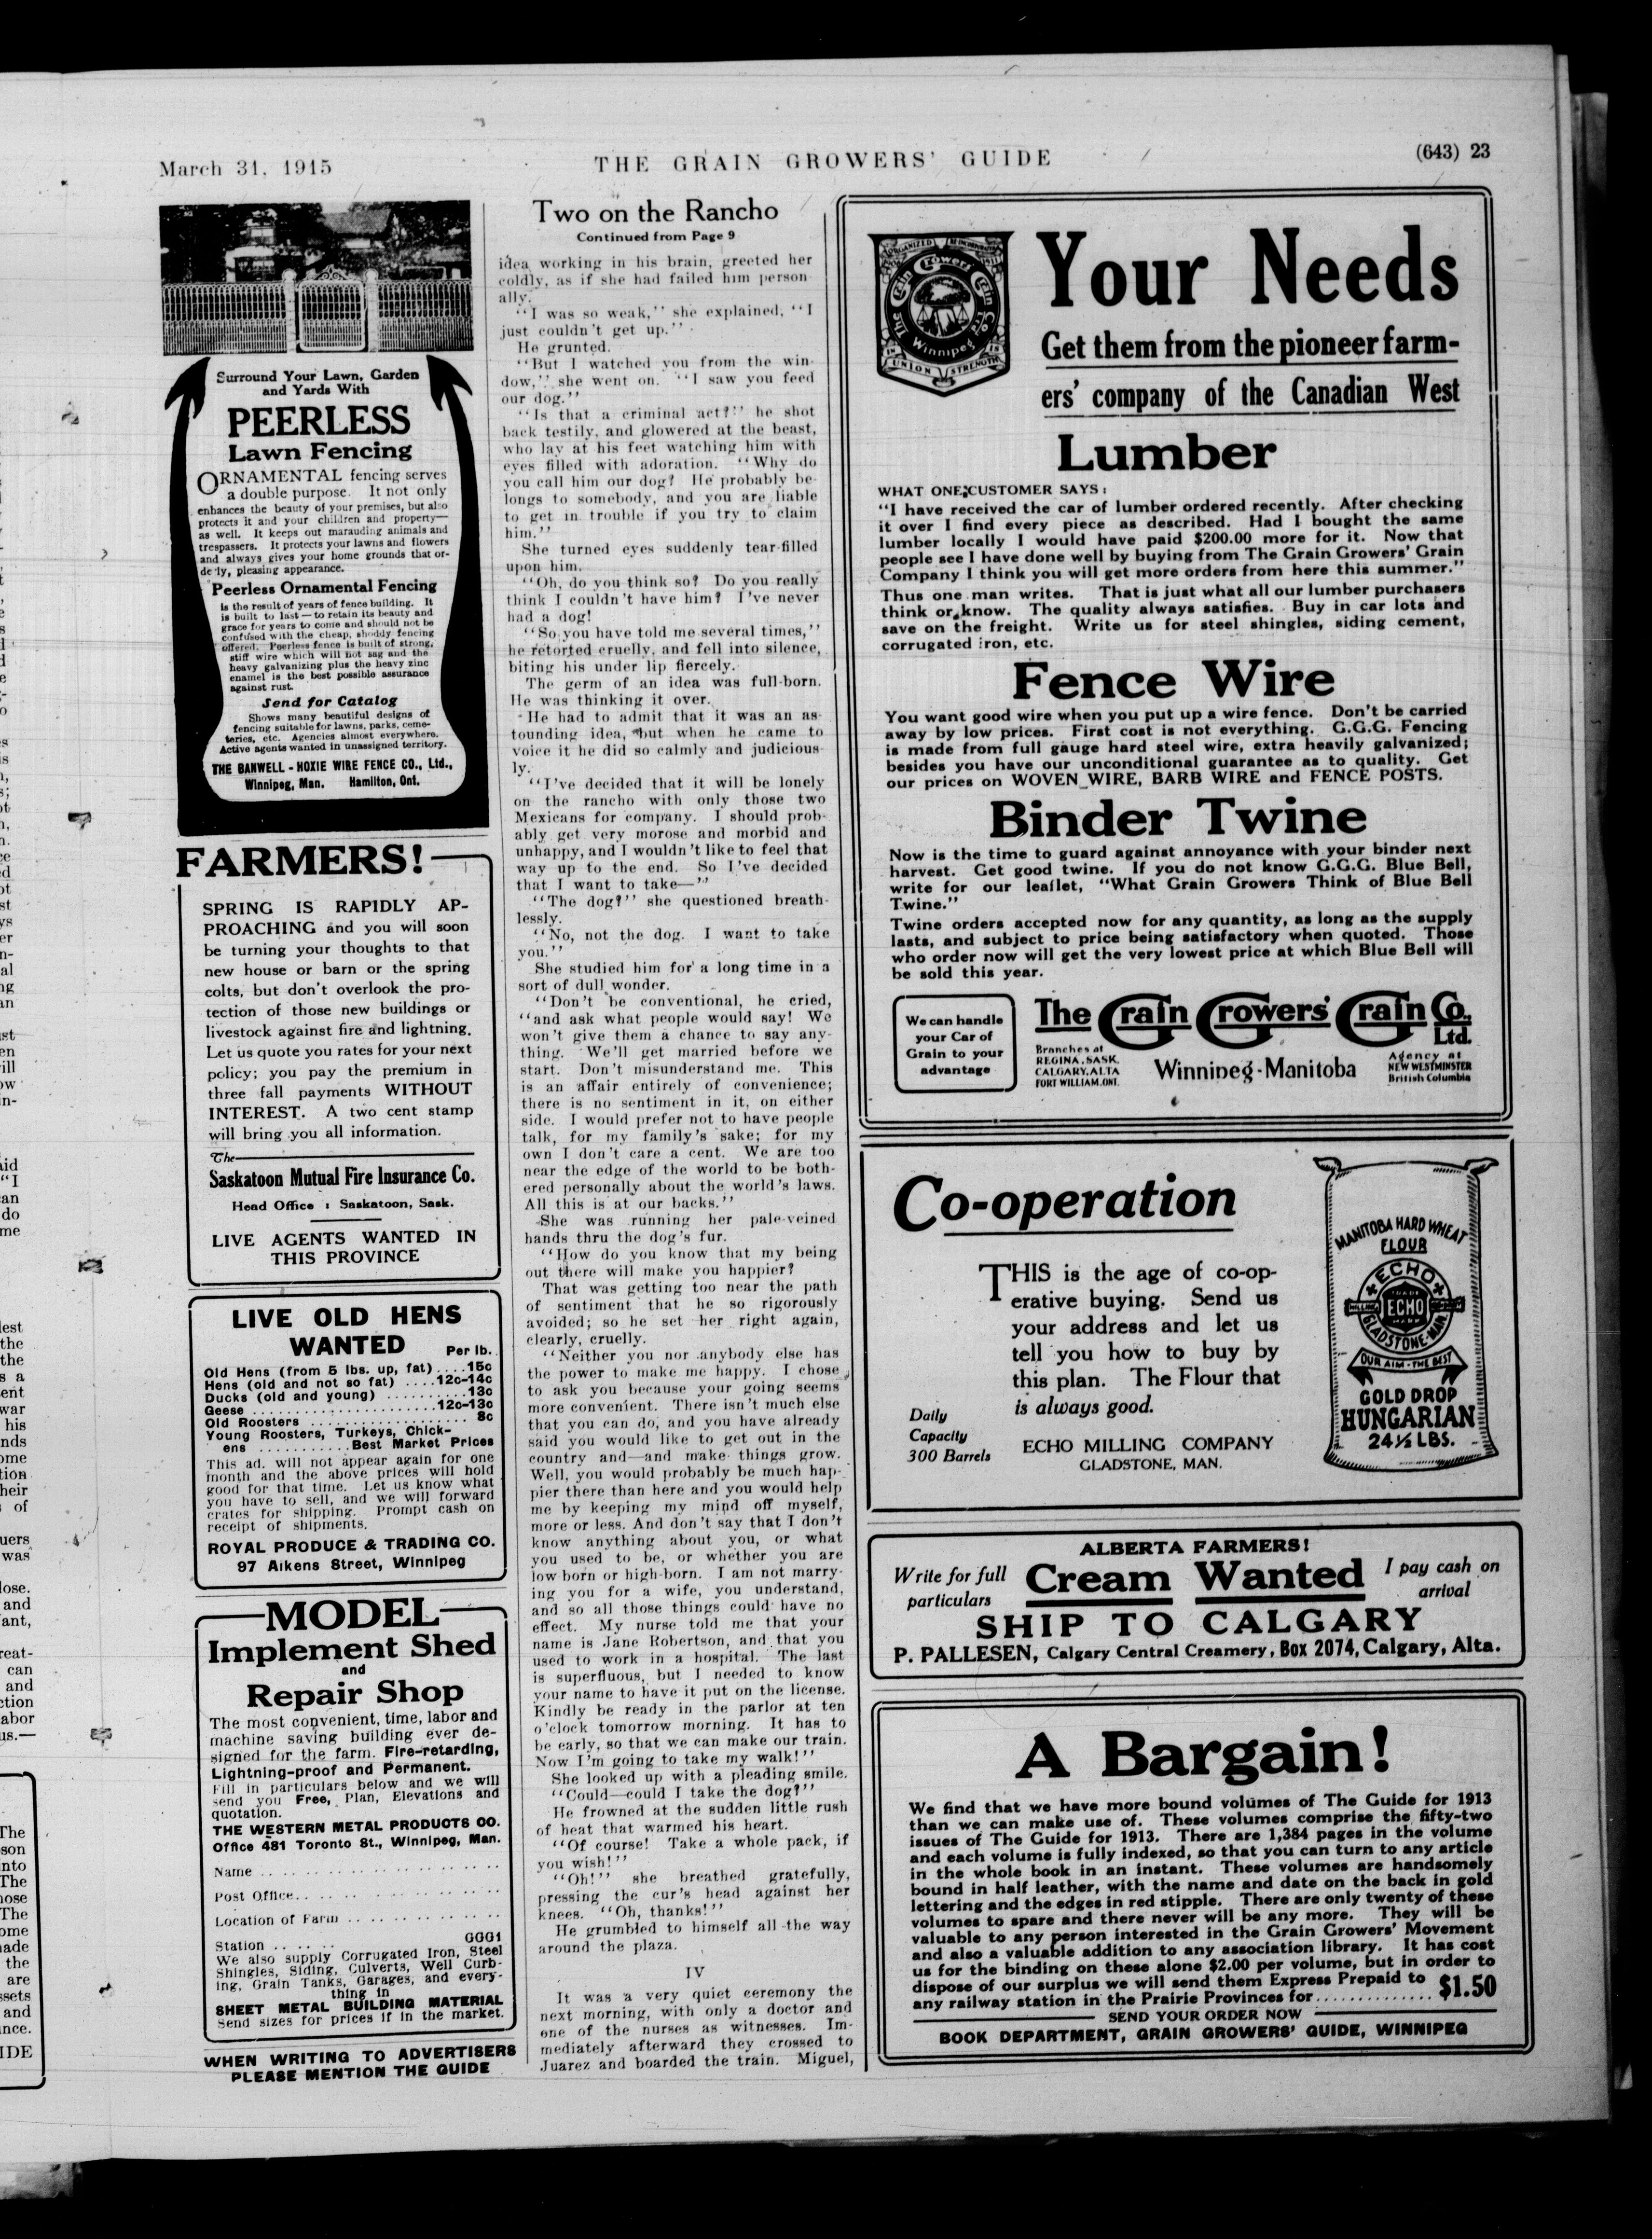 March 31, 1915
THE GRAIN GROWERS' GUIDE
(643) 23
Surround Your Lawn, Garden
and Yards With
PEERLESS
Lawn Fencing
ORNAMENTAL fencing serves
a double purpose. It not only
enhances the beauty of your premises, but also
protects it and your children and property—
as well. It keeps out marauding animals and
trespassers. It protects your lawns and flowers
and always gives your home grounds that or-
derly, pleasing appearance.
Peerless Ornamental Fencing
is the result of years of fence building. It
is built to last—to retain its beauty and
grace for years to come and should not be
confused with the cheap, shoddy fencing
offered. Peerless fence is built of strong,
stiff wire which will not sag and the
heavy galvanizing plus the heavy zinc
enamel is the best possible assurance
against rust.
Send for Catalog
Shows many beautiful designs of
fencing suitable for lawns, parks, ceme-
teries, etc. Agencies almost everywhere.
Active agents wanted in unassigned territory.
THE BANWELL - HOXIE WIRE FENCE CO., Ltd.,
Winnipeg, Man. Hamilton, Ont.
FARMERS!
SPRING IS RAPIDLY AP-
PROACHING and you will soon
be turning your thoughts to that
new house or barn or the spring
colts, but don't overlook the pro-
tection of those new buildings or
livestock against fire and lightning.
Let us quote you rates for your next
policy; you pay the premium in
three fall payments WITHOUT
INTEREST. A two cent stamp
will bring you all information.
The
Saskatoon Mutual Fire Insurance Co.
Head Office : Saskatoon, Sask.
LIVE AGENTS WANTED IN
THIS PROVINCE
LIVE OLD HENS
WANTED
Per lb.
Old Hens (from 5 lbs. up, fat) ....15c
Hens (old and not so fat) ....12c-14c
Ducks (old and young) ..........13c
Geese .......................12c-13c
Old Roosters ................... 8c
Young Roosters, Turkeys, Chick-
ens ...........Best Market Prices
This ad. will not appear again for one
month and the above prices will hold
good for that time. Let us know what
you have to sell, and we will forward
crates for shipping. Prompt cash on
receipt of shipments.
ROYAL PRODUCE & TRADING CO.
97 Aikens Street, Winnipeg
MODEL
Implement Shed
and
Repair Shop
The most convenient, time, labor and
machine saving building ever de-
signed for the farm. Fire-retarding,
Lightning-proof and Permanent.
Fill in particulars below and we will
send you Free, Plan, Elevations and
quotation.
THE WESTERN METAL PRODUCTS CO.
Office 481 Toronto St., Winnipeg, Man.
Name
Post Office
Location of Farm
Station GGG1
We also supply Corrugated Iron, Steel
Shingles, Siding, Culverts, Well Curb-
ing, Grain Tanks, Garages, and every-
thing in
SHEET METAL BUILDING MATERIAL
Send sizes for prices if in the market.
WHEN WRITING TO ADVERTISERS
PLEASE MENTION THE GUIDE
Two on the Rancho
Continued from Page 9
idea working in his brain, greeted her
coldly, as if she had failed him person-
ally.
"I was so weak," she explained, "I
just couldn't get up."
He grunted.
"But I watched you from the win-
dow," she went on. "I saw you feed
our dog."
"Is that a criminal act?" he shot
back testily, and glowered at the beast,
who lay at his feet watching him with
eyes filled with adoration. "Why do
you call him our dog? He probably be-
longs to somebody, and you are liable
to get in trouble if you try to claim
him."
She turned eyes suddenly tear-filled
upon him.
"Oh, do you think so? Do you really
think I couldn't have him? I've never
had a dog!
"So you have told me several times,"
he retorted cruelly, and fell into silence,
biting his under lip fiercely.
The germ of an idea was full-born.
He was thinking it over.
He had to admit that it was an as-
tounding idea, but when he came to
voice it he did so calmly and judicious-
ly.
"I've decided that it will be lonely
on the rancho with only those two
Mexicans for company. I should prob-
ably get very morose and morbid and
unhappy, and I wouldn't like to feel that
way up to the end. So I've decided
that I want to take—"
"The dog?" she questioned breath-
lessly.
"No, not the dog. I want to take
you."
She studied him for a long time in a
sort of dull wonder.
"Don't be conventional, he cried,
"and ask what people would say! We
won't give them a chance to say any-
thing. We'll get married before we
start. Don't misunderstand me. This
is an affair entirely of convenience;
there is no sentiment in it, on either
side. I would prefer not to have people
talk, for my family's sake; for my
own I don't care a cent. We are too
near the edge of the world to be both-
ered personally about the world's laws.
All this is at our backs."
She was running her pale-veined
hands thru the dog's fur.
"How do you know that my being
out there will make you happier?
That was getting too near the path
of sentiment that he so rigorously
avoided; so he set her right again,
clearly, cruelly.
"Neither you nor anybody else has
the power to make me happy. I chose
to ask you because your going seems
more convenient. There isn't much else
that you can do, and you have already
said you would like to get out in the
country and—and make things grow.
Well, you would probably be much hap-
pier there than here and you would help
me by keeping my mind off myself,
more or less. And don't say that I don't
know anything about you, or what
you used to be, or whether you are
low born or high-born. I am not marry-
ing you for a wife, you understand,
and so all those things could have no
effect. My nurse told me that your
name is Jane Robertson, and that you
used to work in a hospital. The last
is superfluous, but I needed to know
your name to have it put on the license.
Kindly be ready in the parlor at ten
o'clock tomorrow morning. It has to
be early, so that we can make our train.
Now I'm going to take my walk!"
She looked up with a pleading smile.
"Could—could I take the dog?"
He frowned at the sudden little rush
of heat that warmed his heart.
"Of course! Take a whole pack, if
you wish!"
"Oh!" she breathed gratefully,
pressing the cur's head against her
knees. "Oh, thanks!"
He grumbled to himself all the way
around the plaza.
IV
It was a very quiet ceremony the
next morning, with only a doctor and
one of the nurses as witnesses. Im-
mediately afterward they crossed to
Juarez and boarded the train. Miguel,
ORGANIZED
The Grain Growers' Grain Co. Ltd
Winnipeg
IN UNION IS STRENGTH
Your Needs
Get them from the pioneer farm-
ers' company of the Canadian West
Lumber
WHAT ONE CUSTOMER SAYS:
"I have received the car of lumber ordered recently. After checking
it over I find every piece as described. Had I bought the same
lumber locally I would have paid $200.00 more for it. Now that
people see I have done well by buying from The Grain Growers' Grain
Company I think you will get more orders from here this summer."
Thus one man writes. That is just what all our lumber purchasers
think or know. The quality always satisfies. Buy in car lots and
save on the freight. Write us for steel shingles, siding cement,
corrugated iron, etc.
Fence Wire
You want good wire when you put up a wire fence. Don't be carried
away by low prices. First cost is not everything. G.G.G. Fencing
is made from full gauge hard steel wire, extra heavily galvanized;
besides you have our unconditional guarantee as to quality. Get
our prices on WOVEN WIRE, BARB WIRE and FENCE POSTS.
Binder Twine
Now is the time to guard against annoyance with your binder next
harvest. Get good twine. If you do not know G.G.G. Blue Bell,
write for our leaflet, "What Grain Growers Think of Blue Bell
Twine."
Twine orders accepted now for any quantity, as long as the supply
lasts, and subject to price being satisfactory when quoted. Those
who order now will get the very lowest price at which Blue Bell will
be sold this year.
We can handle
your Car of
Grain to your
advantage
The Grain Growers' Grain Co.,
Ltd.
Branches at
REGINA, SASK.
CALGARY, ALTA
FORT WILLIAM, ONT.
Winnipeg - Manitoba
Agency at
NEW WESTMINSTER
British Columbia
Co-operation
THIS is the age of co-op-
erative buying. Send us
your address and let us
tell you how to buy by
this plan. The Flour that
is always good.
Daily
Capacity
300 Barrels
ECHO MILLING COMPANY
GLADSTONE, MAN.
MANITOBA HARD WHEAT
FLOUR
ECHO
MILLING
ECHO
GLADSTONE MAN.
OUR AIM - THE BEST
GOLD DROP
HUNGARIAN
24½ LBS.
ALBERTA FARMERS!
Write for full
particulars
Cream Wanted
I pay cash on
arrival
SHIP TO CALGARY
P. PALLESEN, Calgary Central Creamery, Box 2074, Calgary, Alta.
A Bargain!
We find that we have more bound volumes of The Guide for 1913
than we can make use of. These volumes comprise the fifty-two
issues of The Guide for 1913. There are 1,384 pages in the volume
and each volume is fully indexed, so that you can turn to any article
in the whole book in an instant. These volumes are handsomely
bound in half leather, with the name and date on the back in gold
lettering and the edges in red stipple. There are only twenty of these
volumes to spare and there never will be any more. They will be
valuable to any person interested in the Grain Growers' Movement
and also a valuable addition to any association library. It has cost
us for the binding on these alone $2.00 per volume, but in order to
dispose of our surplus we will send them Express Prepaid to
any railway station in the Prairie Provinces for.............. $1.50
SEND YOUR ORDER NOW
BOOK DEPARTMENT, GRAIN GROWERS' GUIDE, WINNIPEG